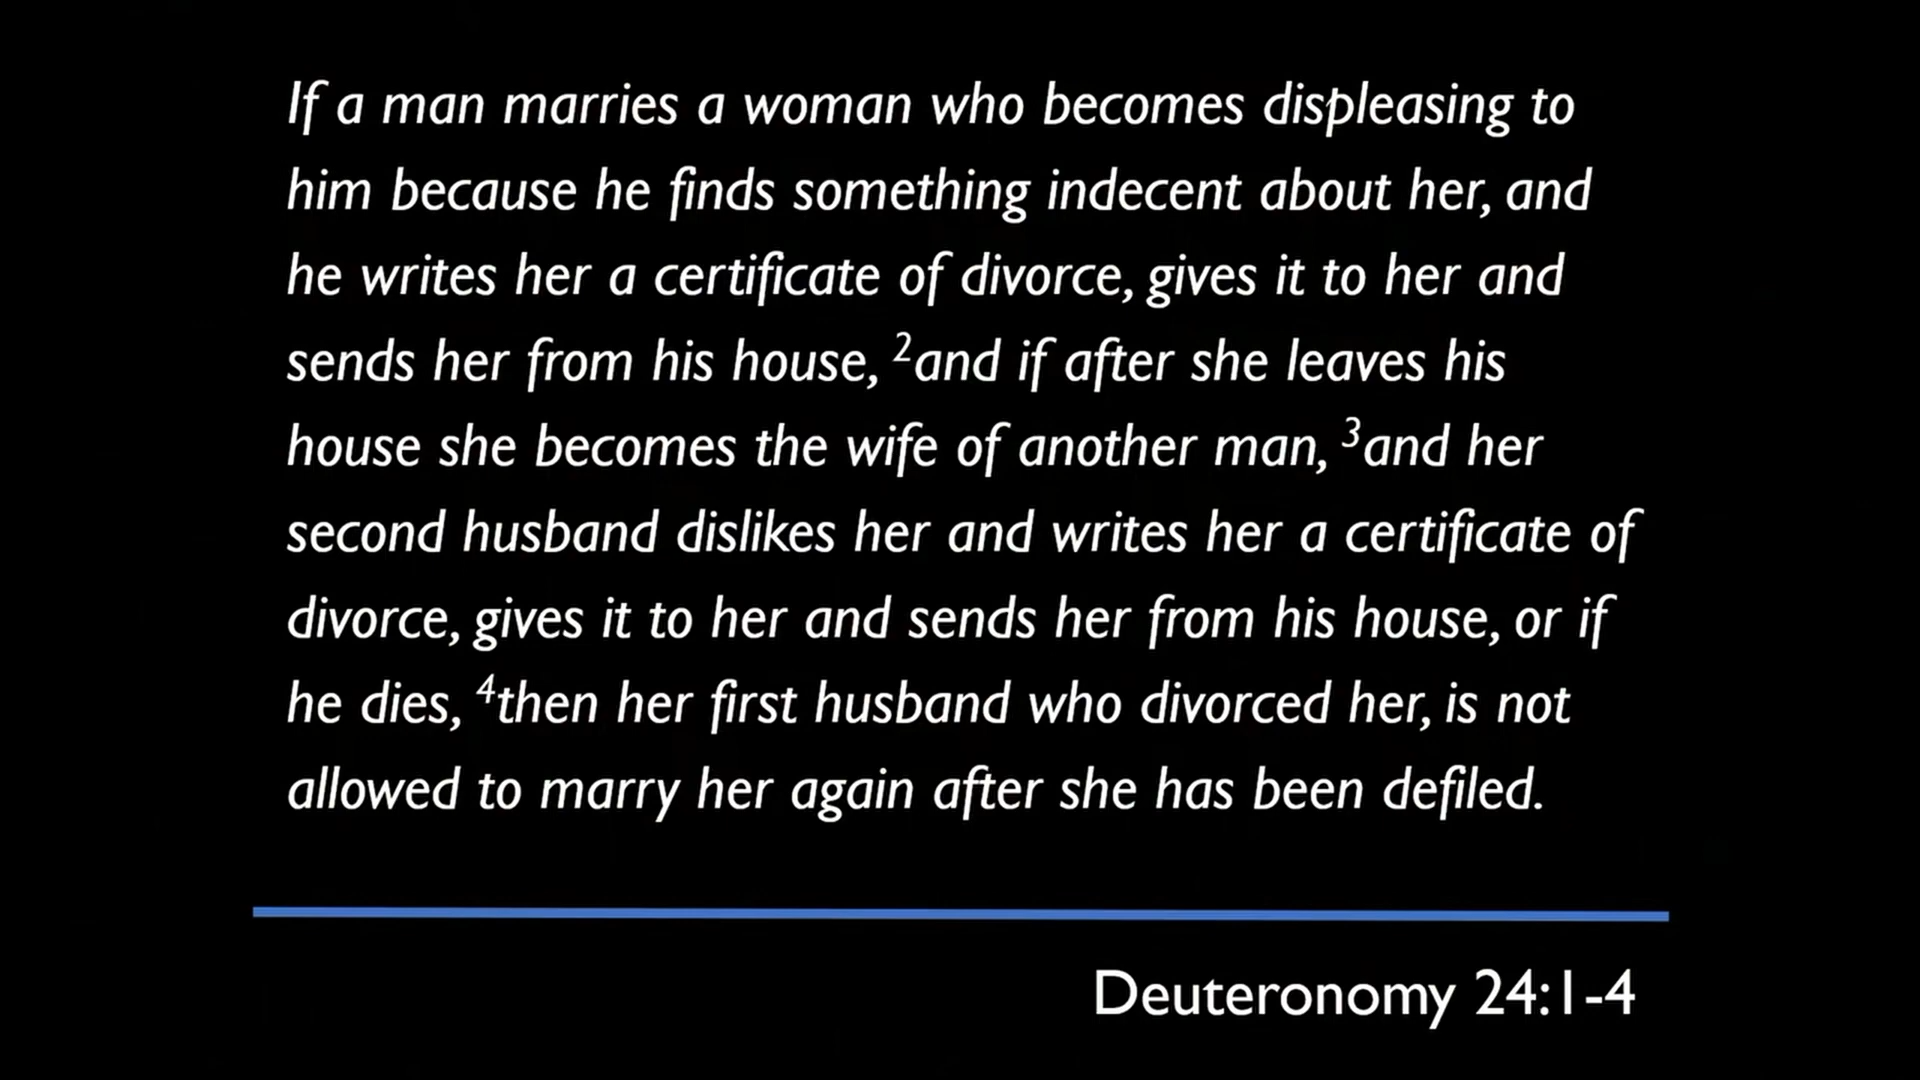 If a man marries a woman who becomes displeasing to
him because he finds something indecent about her, and
he writes her a certificate of divorce, gives it to her and
sends her from his house, ²and if after she leaves his
house she becomes the wife of another man, ³and her
second husband dislikes her and writes her a certificate of
divorce, gives it to her and sends her from his house, or if
he dies, ⁴then her first husband who divorced her, is not
allowed to marry her again after she has been defiled.
Deuteronomy 24:1-4